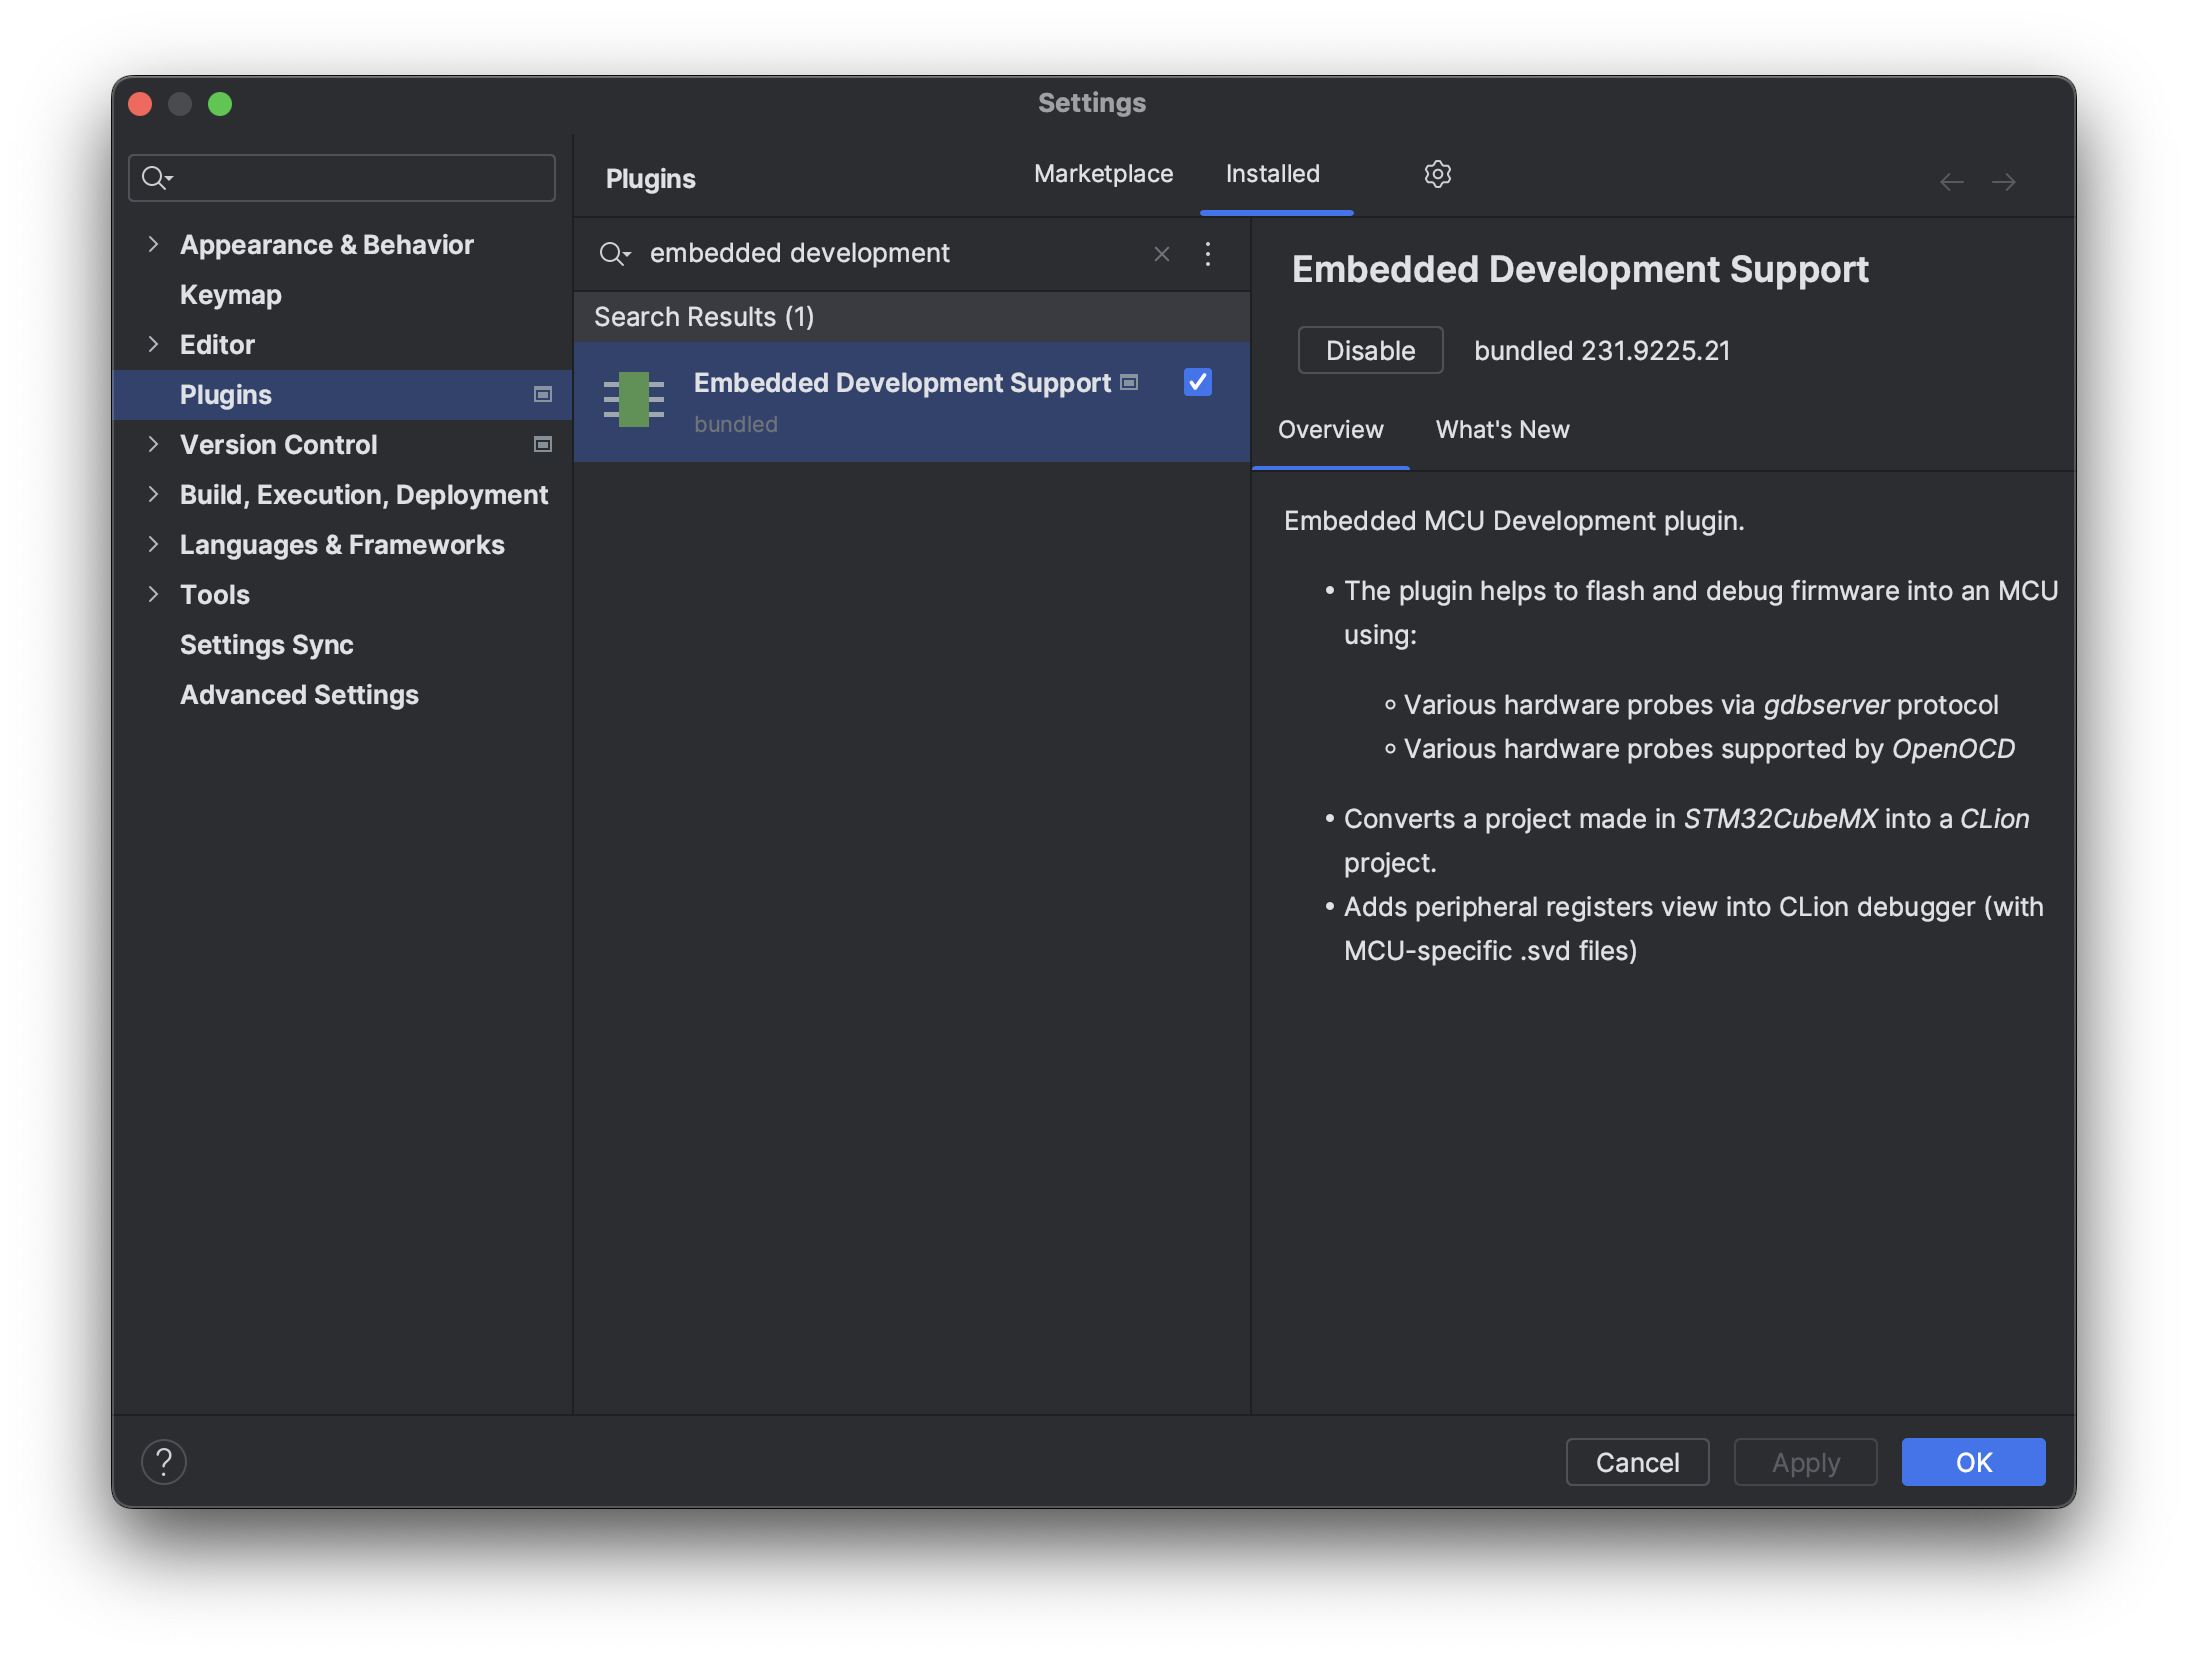 Settings
Appearance & Behavior
Keymap
Editor
Plugins
Version Control
Build, Execution, Deployment
Languages & Frameworks
Tools
Settings Sync
Advanced Settings
Plugins
Marketplace
Installed
embedded development
Search Results (1)
Embedded Development Support
bundled
Embedded Development Support
Disable
bundled 231.9225.21
Overview
What's New
Embedded MCU Development plugin.
• The plugin helps to flash and debug firmware into an MCU
using:
◦ Various hardware probes via gdbserver protocol
◦ Various hardware probes supported by OpenOCD
• Converts a project made in STM32CubeMX into a CLion
project.
• Adds peripheral registers view into CLion debugger (with
MCU-specific .svd files)
?
Cancel
Apply
OK